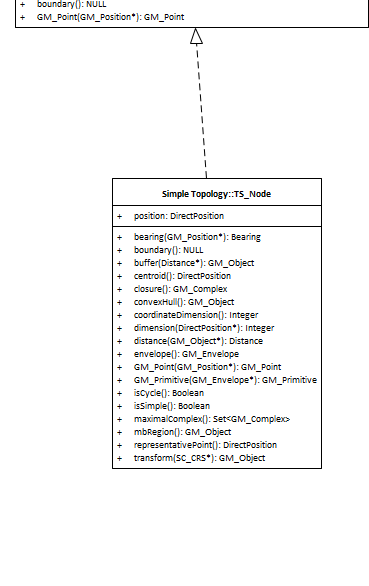 + boundary(): NULL
+ GM_Point(GM_Position*): GM_Point
Simple Topology::TS_Node
+ position: DirectPosition
+ bearing(GM_Position*): Bearing
+ boundary(): NULL
+ buffer(Distance*): GM_Object
+ centroid(): DirectPosition
+ closure(): GM_Complex
+ convexHull(): GM_Object
+ coordinateDimension(): Integer
+ dimension(DirectPosition*): Integer
+ distance(GM_Object*): Distance
+ envelope(): GM_Envelope
+ GM_Point(GM_Position*): GM_Point
+ GM_Primitive(GM_Envelope*): GM_Primitive
+ isCycle(): Boolean
+ isSimple(): Boolean
+ maximalComplex(): Set<GM_Complex>
+ mbRegion(): GM_Object
+ representativePoint(): DirectPosition
+ transform(SC_CRS*): GM_Object